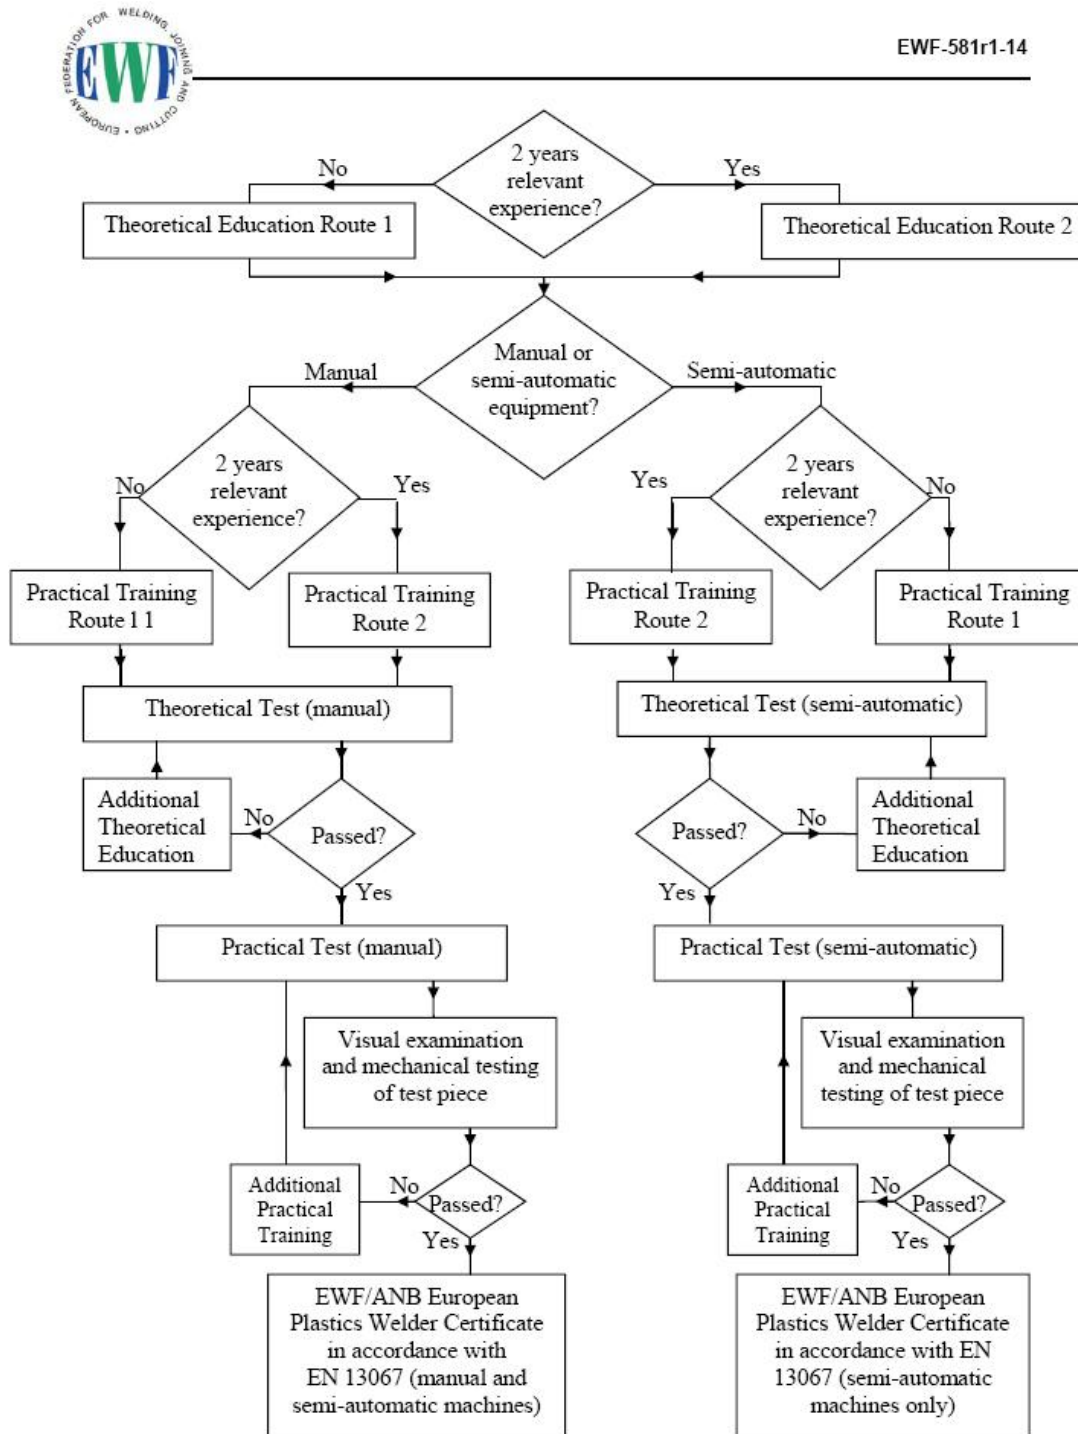 EUROPEAN FEDERATION FOR WELDING, JOINING AND CUTTING •
EWF
EWF-581r1-14
2 years
relevant
experience?
No
Yes
Theoretical Education Route 1
Theoretical Education Route 2
Manual or
semi-automatic
equipment?
Manual
Semi-automatic
2 years
relevant
experience?
No
Yes
2 years
relevant
experience?
Yes
No
Practical Training
Route 1 1
Practical Training
Route 2
Practical Training
Route 2
Practical Training
Route 1
Theoretical Test (manual)
Theoretical Test (semi-automatic)
Additional
Theoretical
Education
No
Passed?
Yes
Passed?
No
Additional
Theoretical
Education
Yes
Practical Test (manual)
Practical Test (semi-automatic)
Visual examination
and mechanical testing
of test piece
Visual examination
and mechanical
testing of test piece
Additional
Practical
Training
No
Passed?
Yes
Additional
Practical
Training
No
Passed?
Yes
EWF/ANB European
Plastics Welder Certificate
in accordance with
EN 13067 (manual and
semi-automatic machines)
EWF/ANB European
Plastics Welder Certificate
in accordance with EN
13067 (semi-automatic
machines only)